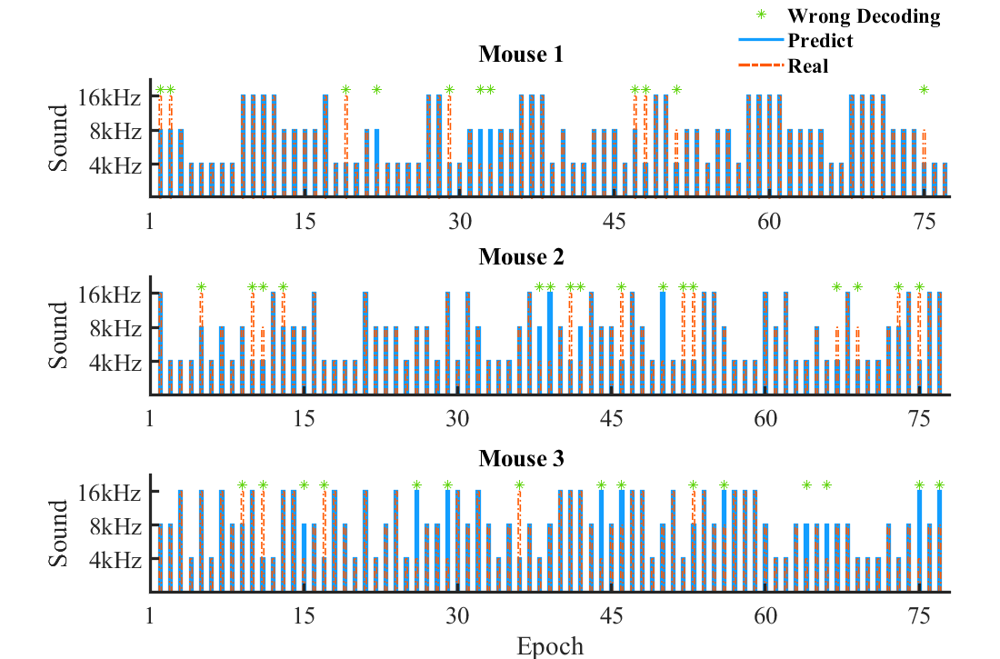 Wrong Decoding
Predict
Real
Mouse 1
Sound
16kHz
8kHz
4kHz
1 15 30 45 60 75
Mouse 2
Sound
16kHz
8kHz
4kHz
1 15 30 45 60 75
Mouse 3
Sound
16kHz
8kHz
4kHz
1 15 30 45 60 75
Epoch